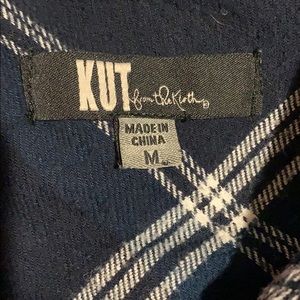 KUT from the Kloth
MADE IN
CHINA
M